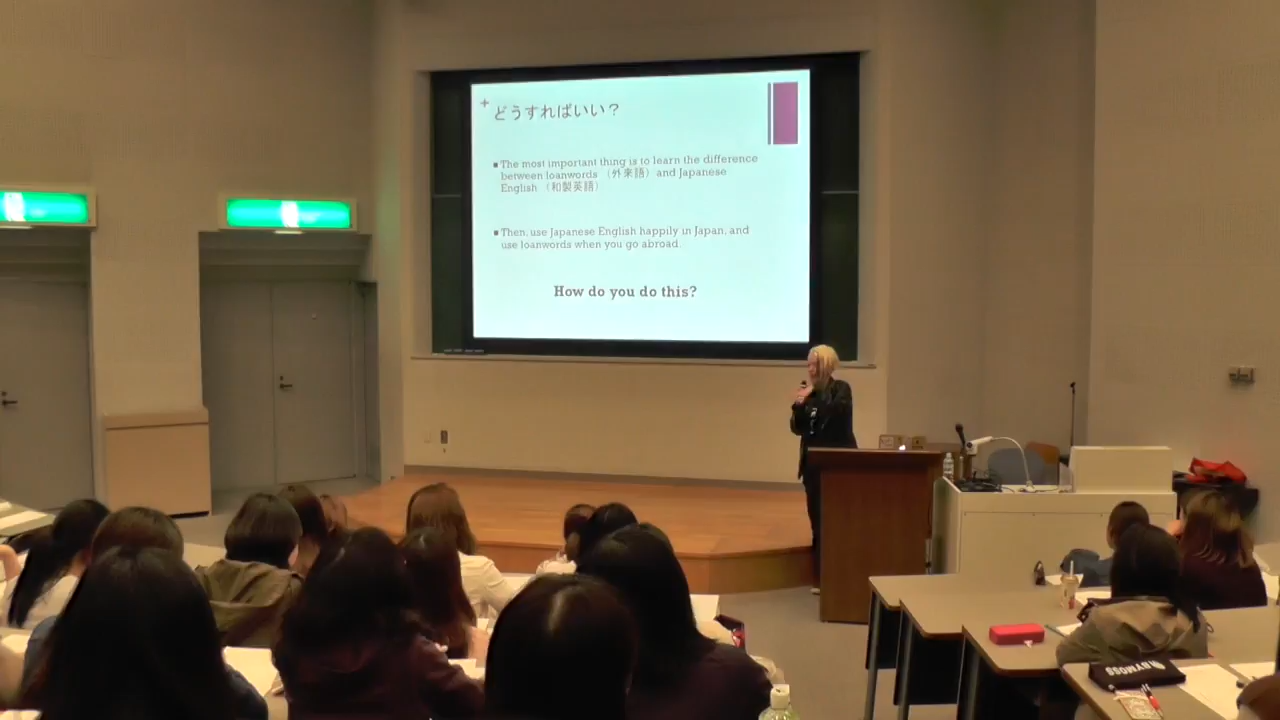 +
どうすればいい？
■ The most important thing is to learn the difference
between loanwords （外来語）and Japanese
English （和製英語）
■ Then, use Japanese English happily in Japan, and
use loanwords when you go abroad.
How do you do this?